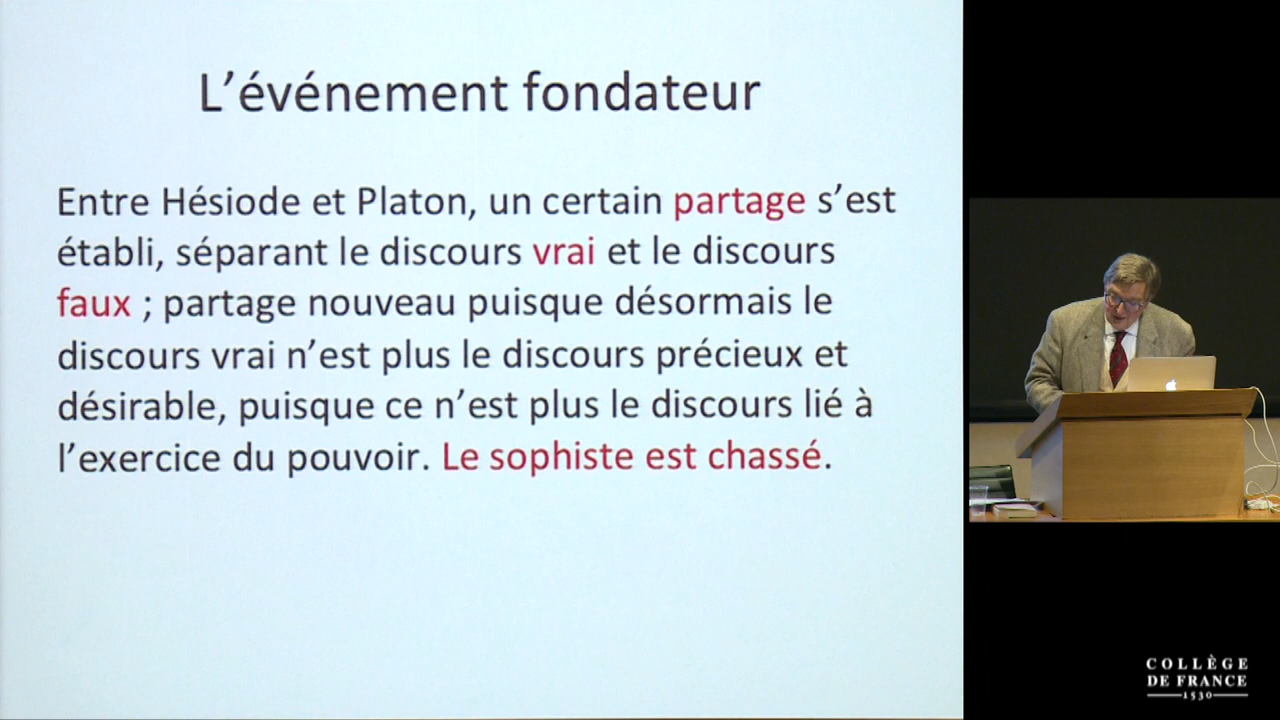 L’événement fondateur
Entre Hésiode et Platon, un certain partage s’est
établi, séparant le discours vrai et le discours
faux ; partage nouveau puisque désormais le
discours vrai n’est plus le discours précieux et
désirable, puisque ce n’est plus le discours lié à
l’exercice du pouvoir. Le sophiste est chassé.
COLLÈGE
DE FRANCE
1530